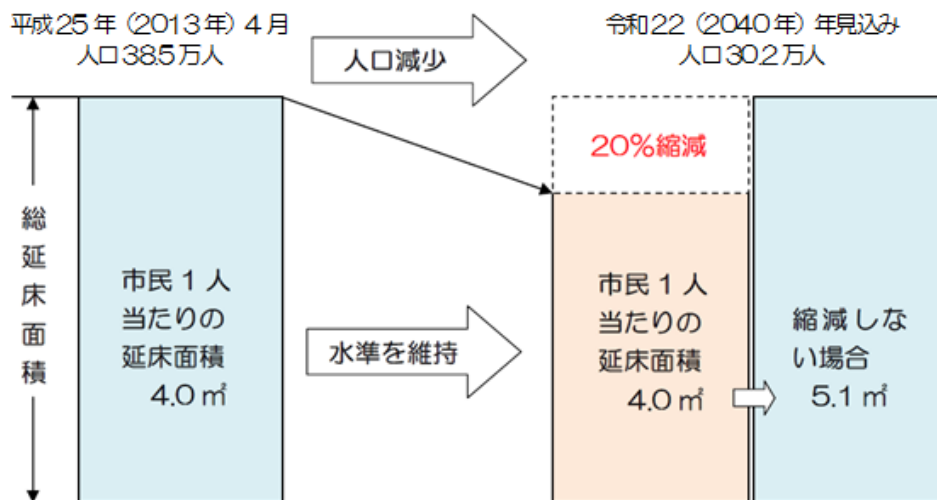 平成25年（2013年）4月
人口38.5万人
人口減少
令和22（2040年）年見込み
人口30.2万人
20%縮減
総延床面積
市民1人
当たりの
延床面積
4.0㎡
水準を維持
市民1人
当たりの
延床面積
4.0㎡
縮減しな
い場合
5.1㎡